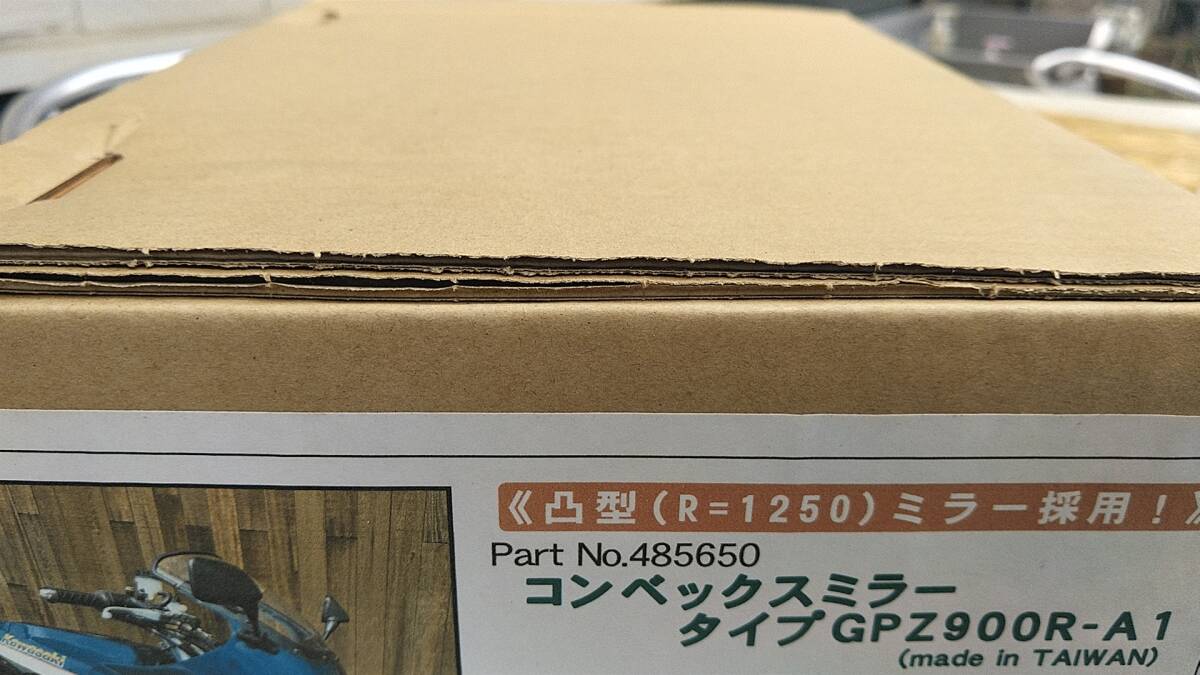 《凸型(R=1250)ミラー採用!》
Part No.485650
コンベックスミラー
タイプGPZ900R-A1
(made in TAIWAN)
Kawasaki